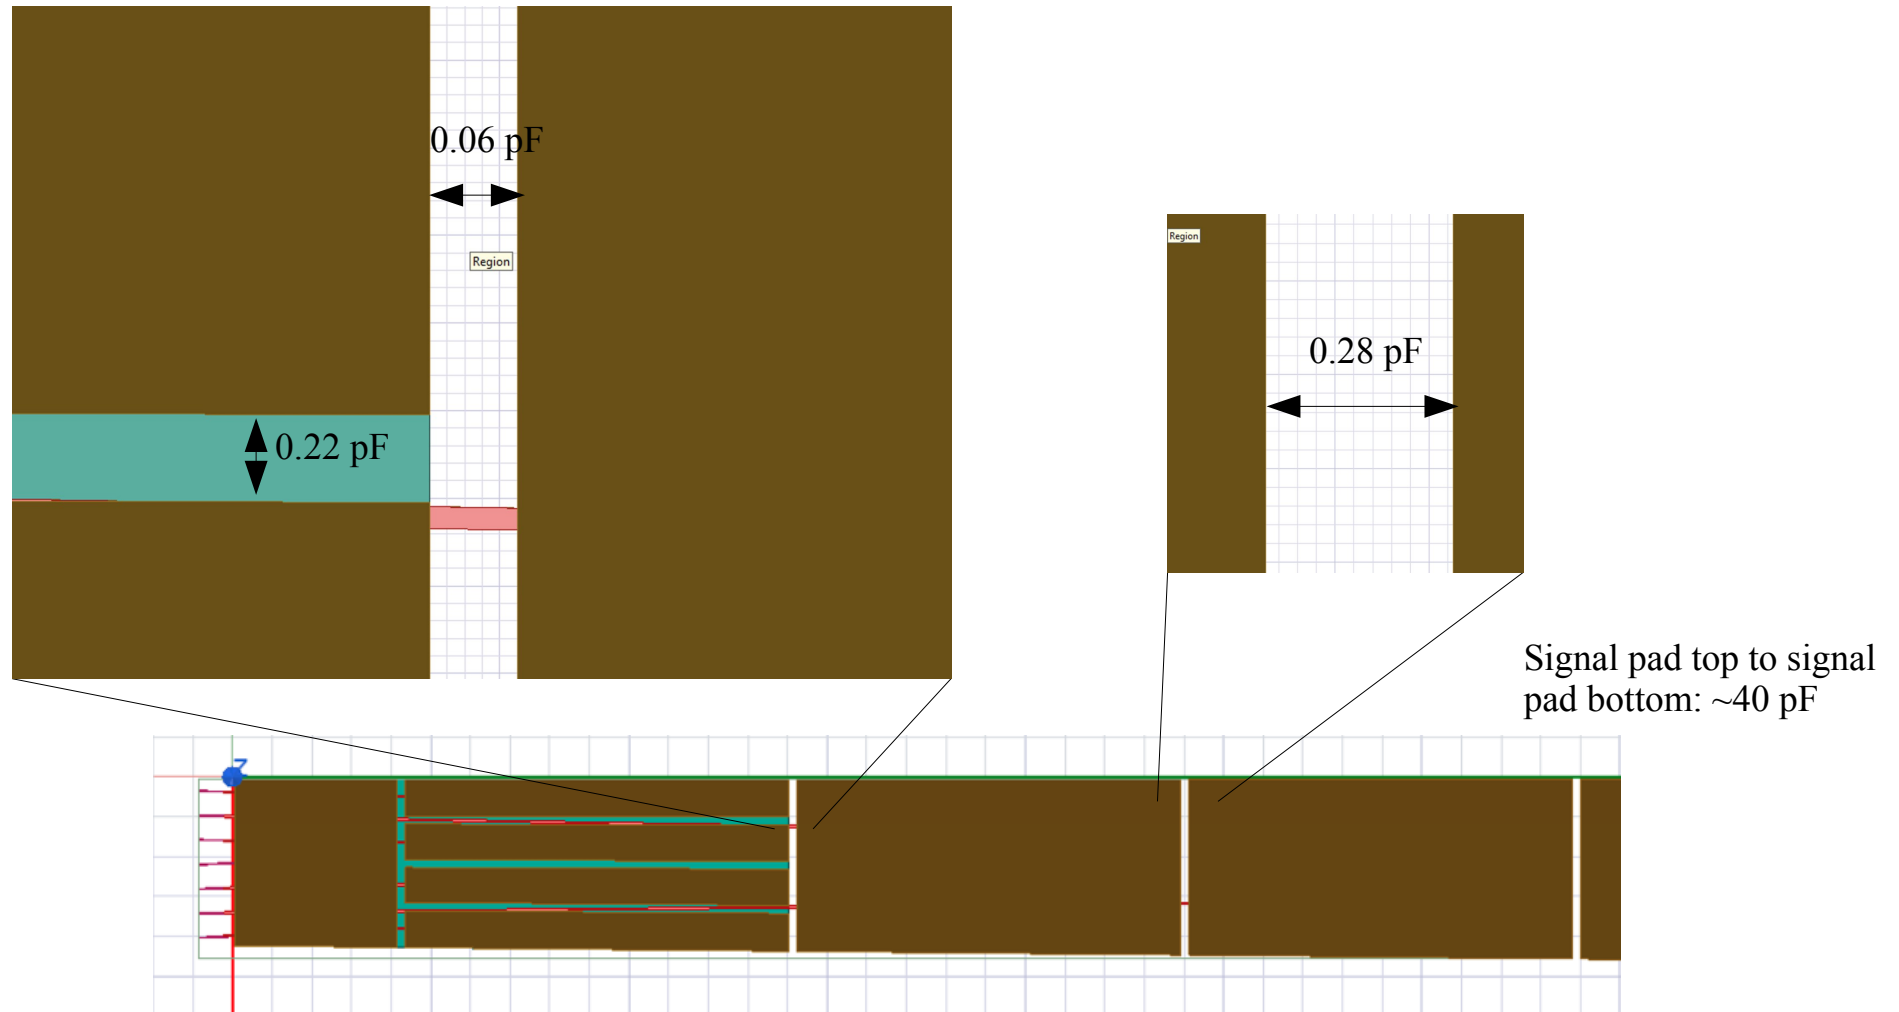 0.06 pF
Region
0.22 pF
Region
0.28 pF
Signal pad top to signal
pad bottom: ~40 pF
Z